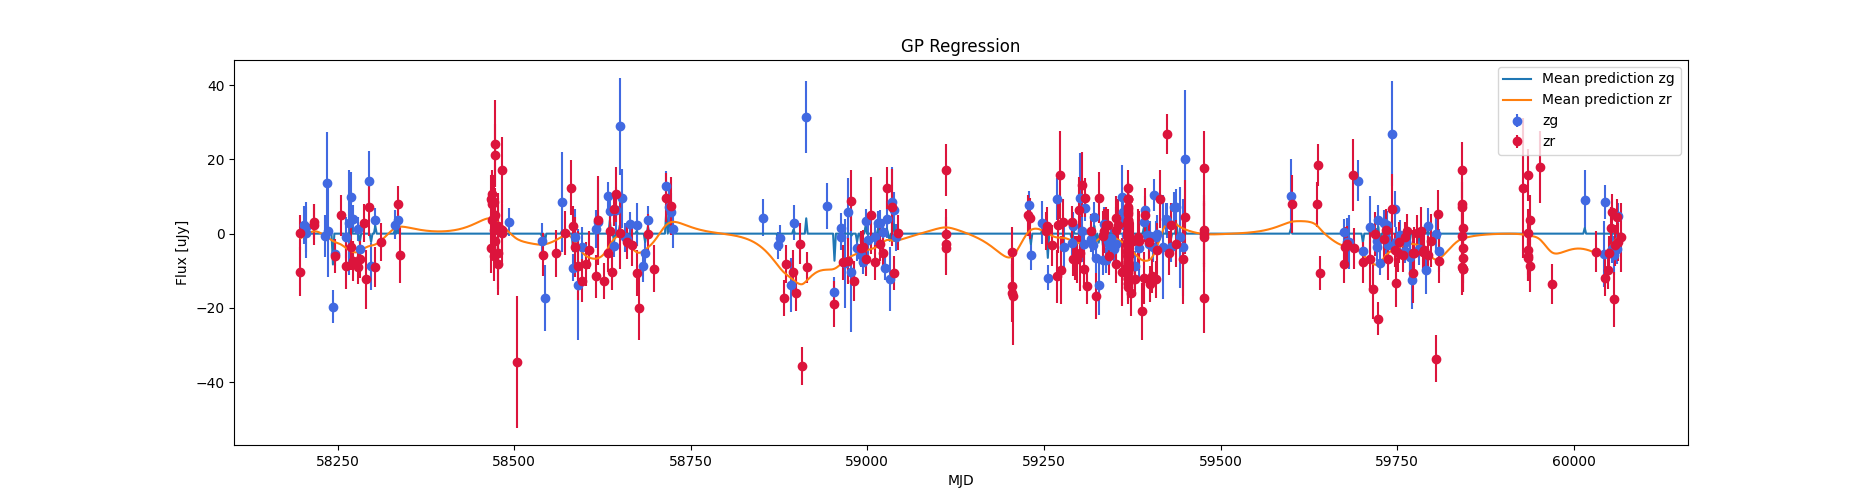 GP Regression
Flux [uJy]
40
20
0
−20
−40
58250
58500
58750
59000
59250
59500
59750
60000
MJD
Mean prediction zg
Mean prediction zr
zg
zr